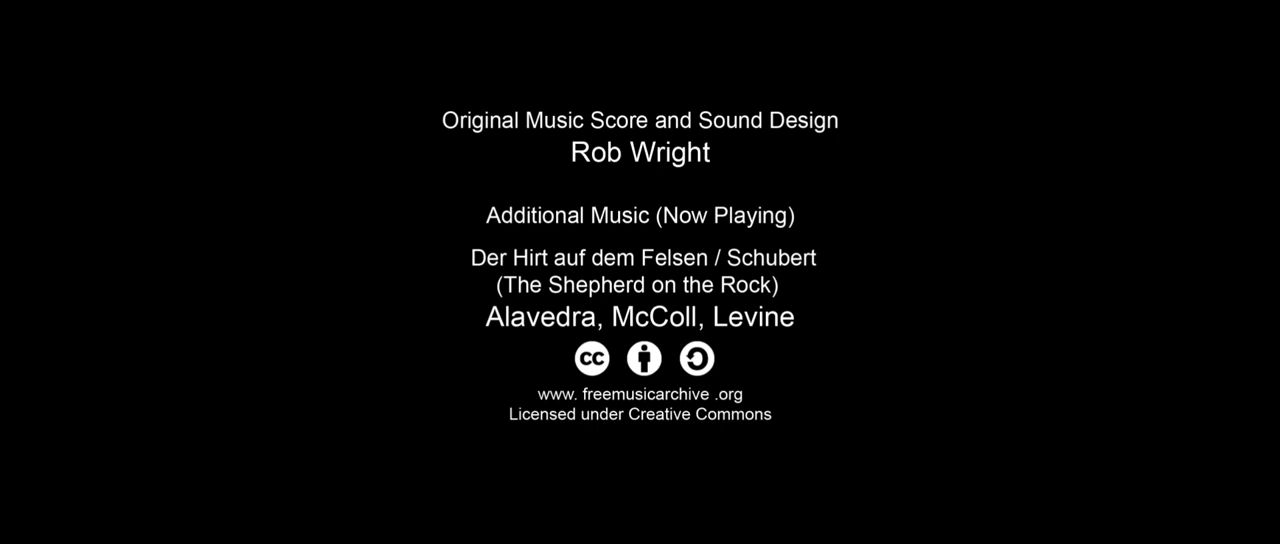 Original Music Score and Sound Design
Rob Wright
Additional Music (Now Playing)
Der Hirt auf dem Felsen / Schubert
(The Shepherd on the Rock)
Alavedra, McColl, Levine
cc
www. freemusicarchive .org
Licensed under Creative Commons